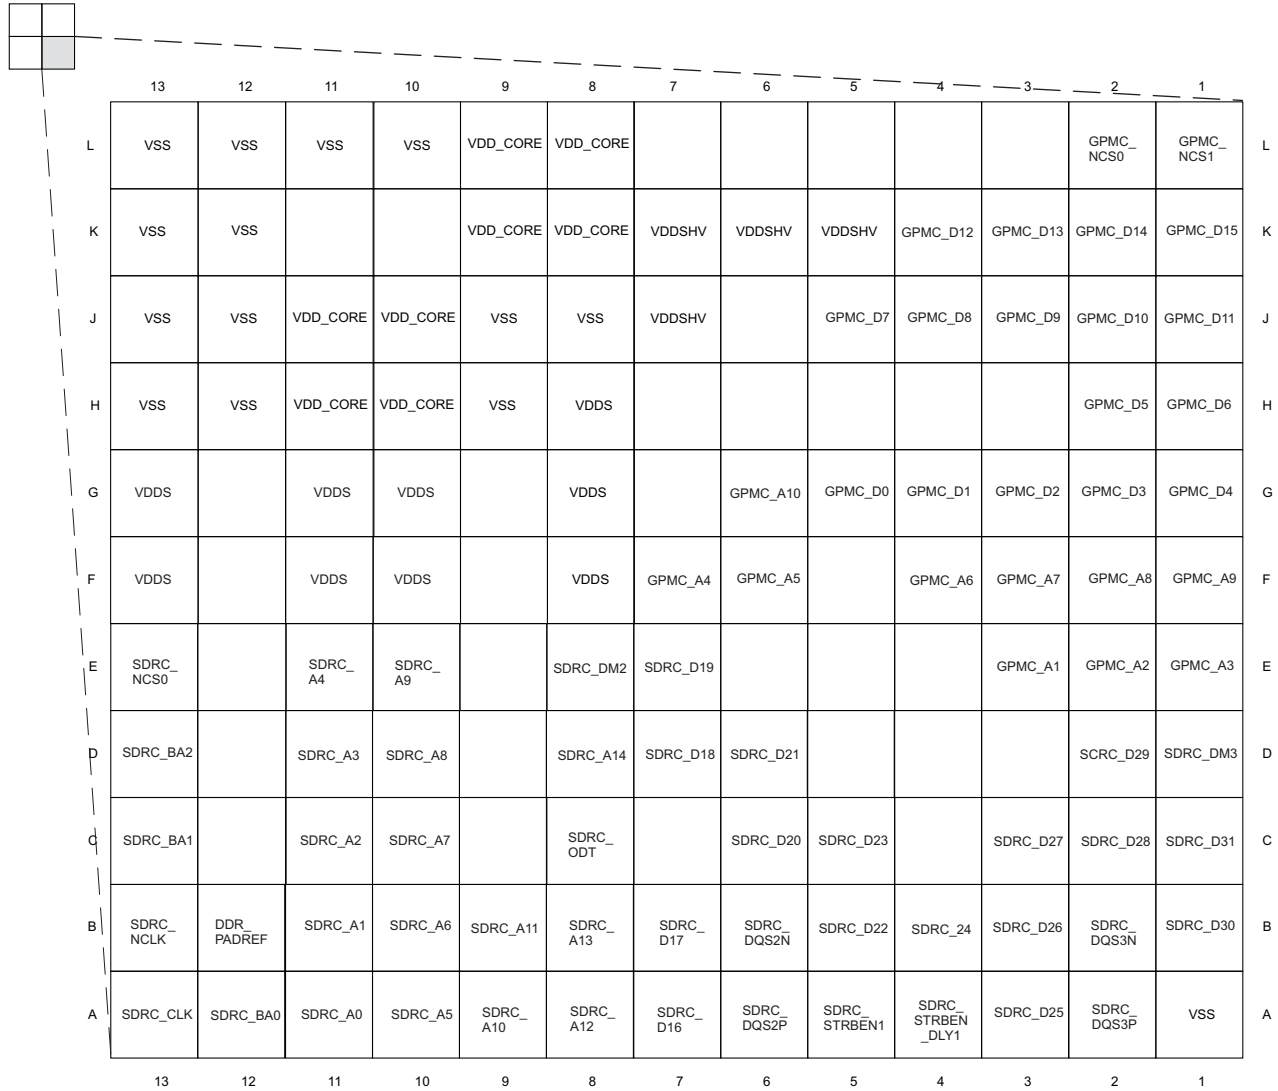 13 12 11 10 9 8 7 6 5 4 3 2 1
L VSS VSS VSS VSS VDD_CORE VDD_CORE GPMC_ GPMC_ L
NCS0 NCS1
K VSS VSS VDD_CORE VDD_CORE VDDSHV VDDSHV VDDSHV GPMC_D12 GPMC_D13 GPMC_D14 GPMC_D15 K
J VSS VSS VDD_CORE VDD_CORE VSS VSS VDDSHV GPMC_D7 GPMC_D8 GPMC_D9 GPMC_D10 GPMC_D11 J
H VSS VSS VDD_CORE VDD_CORE VSS VDDS GPMC_D5 GPMC_D6 H
G VDDS VDDS VDDS VDDS GPMC_A10 GPMC_D0 GPMC_D1 GPMC_D2 GPMC_D3 GPMC_D4 G
F VDDS VDDS VDDS VDDS GPMC_A4 GPMC_A5 GPMC_A6 GPMC_A7 GPMC_A8 GPMC_A9 F
E SDRC_ SDRC_ SDRC_ SDRC_DM2 SDRC_D19 GPMC_A1 GPMC_A2 GPMC_A3 E
NCS0 A4 A9
D SDRC_BA2 SDRC_A3 SDRC_A8 SDRC_A14 SDRC_D18 SDRC_D21 SCRC_D29 SDRC_DM3 D
C SDRC_BA1 SDRC_A2 SDRC_A7 SDRC_ SDRC_D20 SDRC_D23 SDRC_D27 SDRC_D28 SDRC_D31 C
ODT
B SDRC_ DDR_ SDRC_A1 SDRC_A6 SDRC_A11 SDRC_ SDRC_ SDRC_ SDRC_D22 SDRC_24 SDRC_D26 SDRC_ SDRC_D30 B
NCLK PADREF A13 D17 DQS2N DQS3N
A SDRC_CLK SDRC_BA0 SDRC_A0 SDRC_A5 SDRC_ SDRC_ SDRC_ SDRC_ SDRC_ SDRC_ SDRC_D25 SDRC_ VSS A
A10 A12 D16 DQS2P STRBEN1 STRBEN DQS3P
_DLY1
13 12 11 10 9 8 7 6 5 4 3 2 1